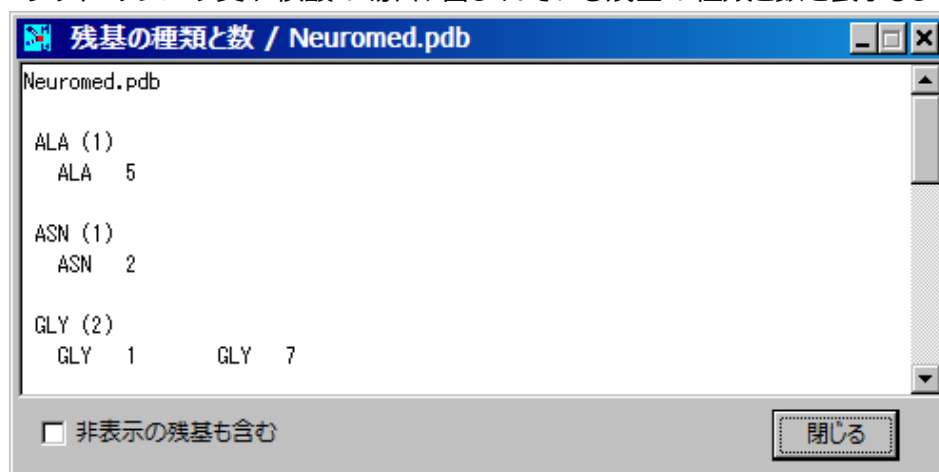 残基の種類と数 / Neuromed.pdb
Neuromed.pdb
ALA (1)
ALA 5
ASN (1)
ASN 2
GLY (2)
GLY 1 GLY 7
非表示の残基も含む
閉じる